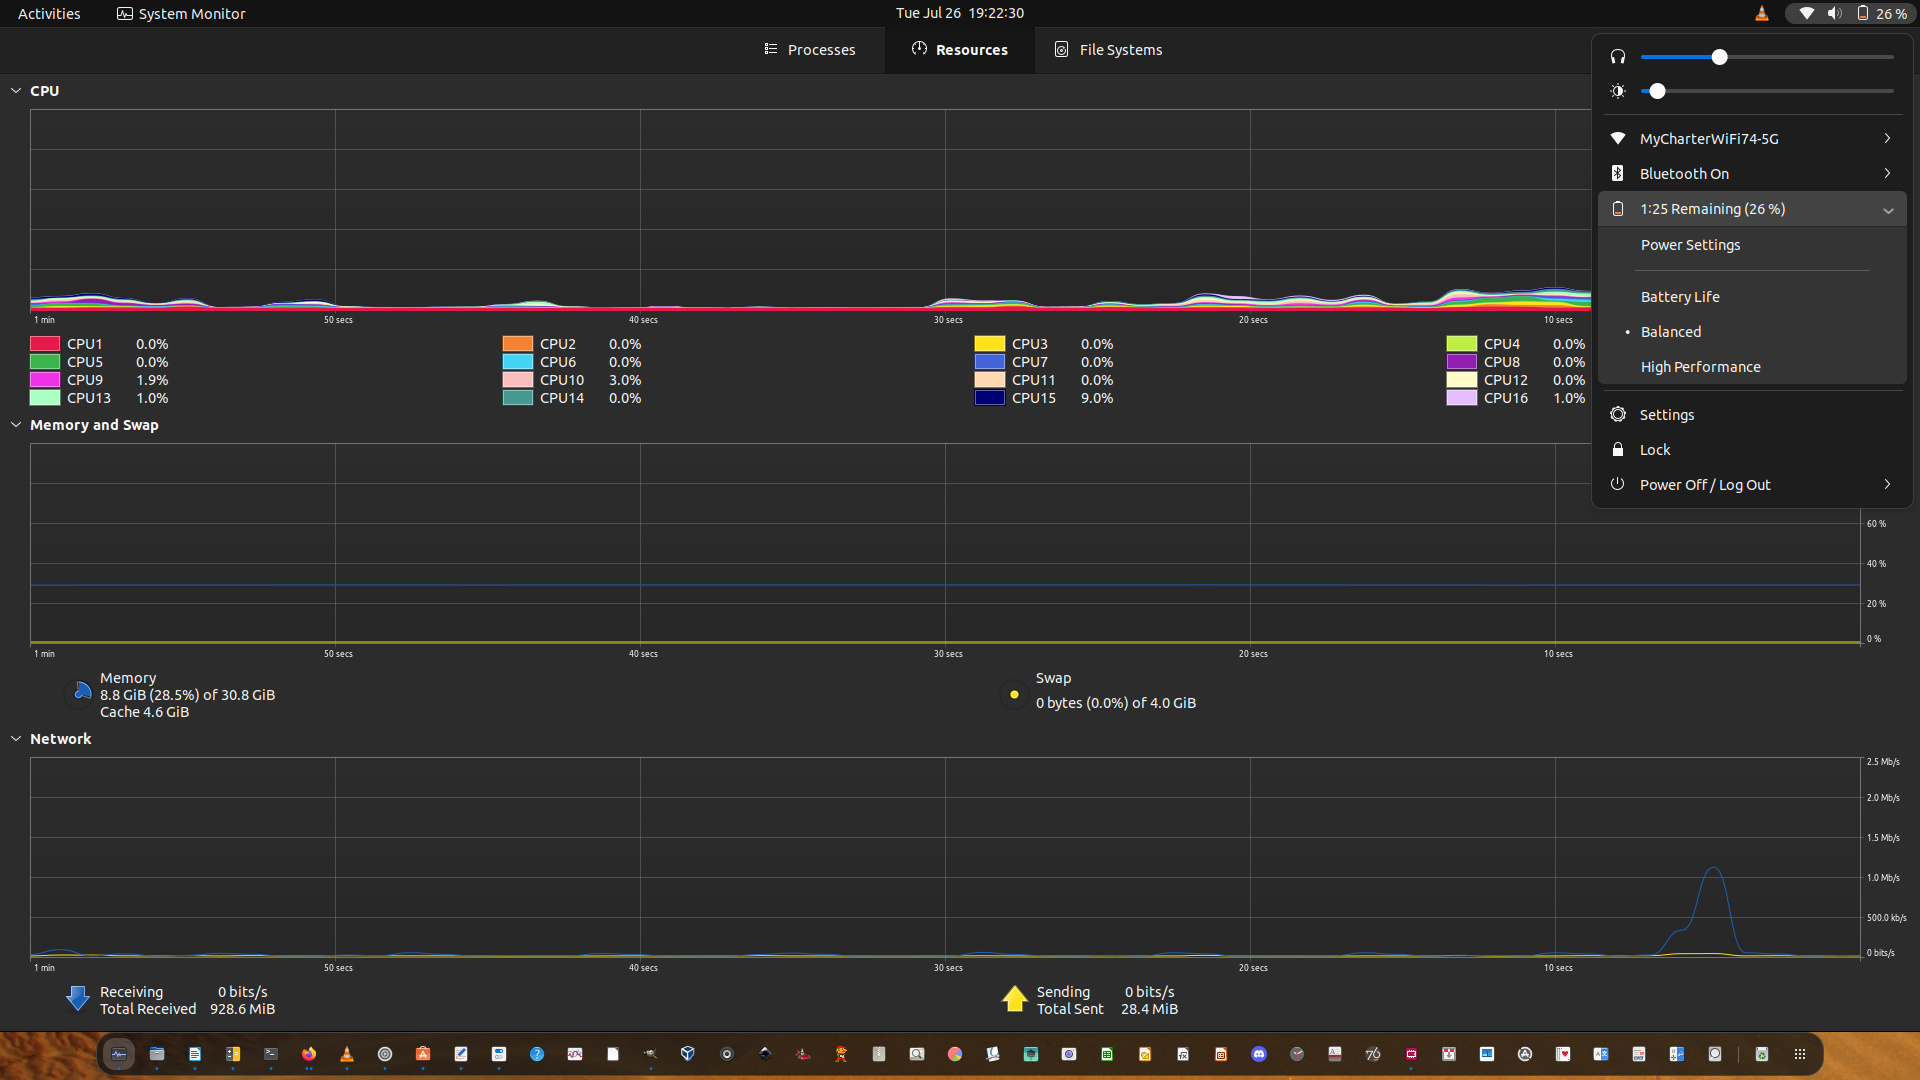 Activities
System Monitor
Tue Jul 26 19:22:30
26 %
Processes
Resources
File Systems
CPU
1 min 50 secs 40 secs 30 secs 20 secs 10 secs
CPU1 0.0% CPU2 0.0% CPU3 0.0% CPU4 0.0%
CPU5 0.0% CPU6 0.0% CPU7 0.0% CPU8 0.0%
CPU9 1.9% CPU10 3.0% CPU11 0.0% CPU12 0.0%
CPU13 1.0% CPU14 0.0% CPU15 9.0% CPU16 1.0%
MyCharterWiFi74-5G
Bluetooth On
1:25 Remaining (26 %)
Power Settings
Battery Life
• Balanced
High Performance
Settings
Lock
Power Off / Log Out
Memory and Swap
60 %
40 %
20 %
0 %
1 min 50 secs 40 secs 30 secs 20 secs 10 secs
Memory
8.8 GiB (28.5%) of 30.8 GiB
Cache 4.6 GiB
Swap
0 bytes (0.0%) of 4.0 GiB
Network
2.5 Mb/s
2.0 Mb/s
1.5 Mb/s
1.0 Mb/s
500.0 kb/s
0 bits/s
1 min 50 secs 40 secs 30 secs 20 secs 10 secs
Receiving 0 bits/s
Total Received 928.6 MiB
Sending 0 bits/s
Total Sent 28.4 MiB